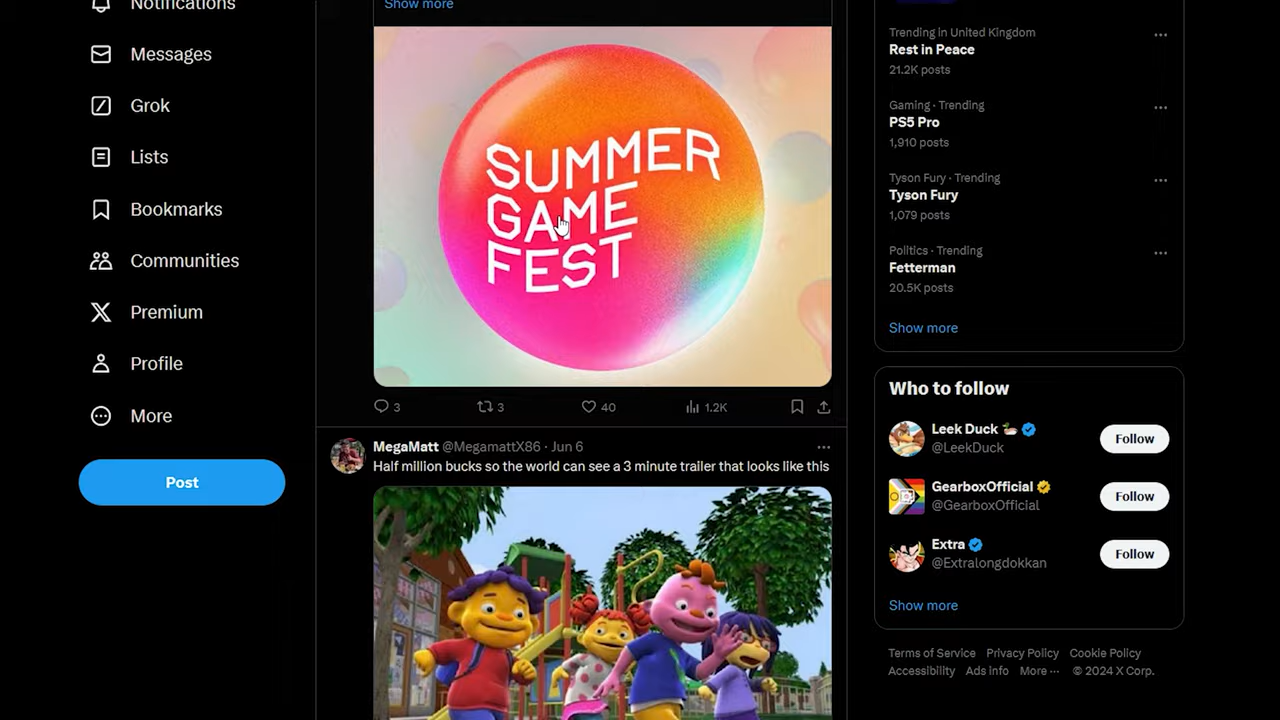 Notifications
Messages
Grok
Lists
Bookmarks
Communities
Premium
Profile
More
Post
Show more
SUMMER
GAME
FEST
3
3
40
1.2K
MegaMatt @MegamattX86 · Jun 6
Half million bucks so the world can see a 3 minute trailer that looks like this
Trending in United Kingdom
Rest in Peace
21.2K posts
Gaming · Trending
PS5 Pro
1,910 posts
Tyson Fury · Trending
Tyson Fury
1,079 posts
Politics · Trending
Fetterman
20.5K posts
Show more
Who to follow
Leek Duck
@LeekDuck
Follow
GearboxOfficial
@GearboxOfficial
Follow
Extra
@Extralongdokkan
Follow
Show more
Terms of Service Privacy Policy Cookie Policy
Accessibility Ads info More ··· © 2024 X Corp.